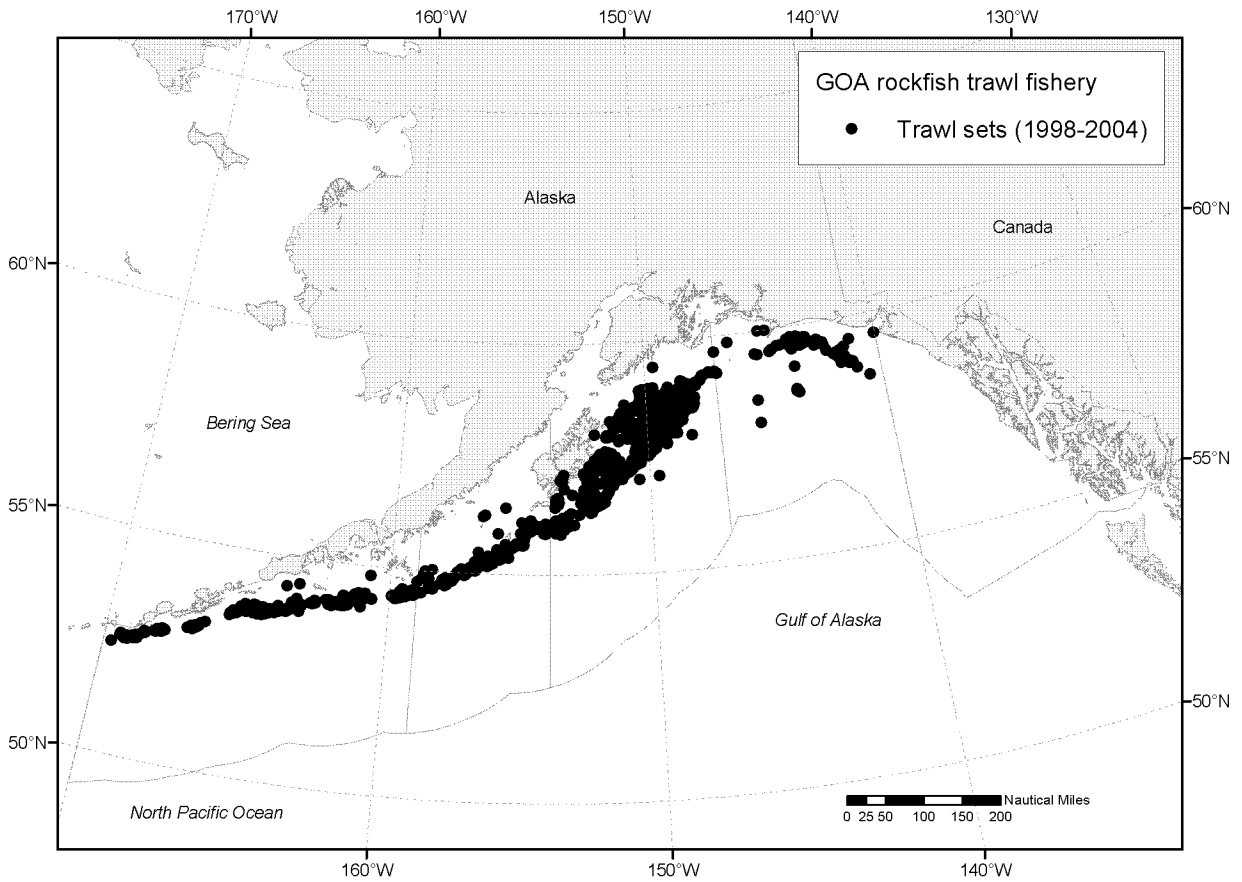 170°W 160°W 150°W 140°W 130°W
GOA rockfish trawl fishery
Trawl sets (1998-2004)
Alaska
60°N
Canada
60°N
Bering Sea
55°N
55°N
Gulf of Alaska
50°N
50°N
North Pacific Ocean
Nautical Miles
0 25 50 100 150 200
160°W 150°W 140°W